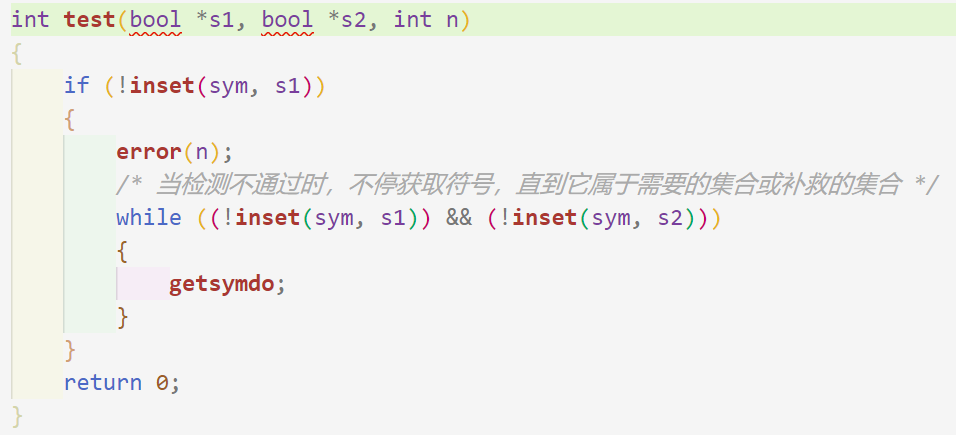 int test(bool *s1, bool *s2, int n)
{
    if (!inset(sym, s1))
    {
        error(n);
        /* 当检测不通过时，不停获取符号，直到它属于需要的集合或补救的集合 */
        while ((!inset(sym, s1)) && (!inset(sym, s2)))
        {
            getsymdo;
        }
    }
    return 0;
}